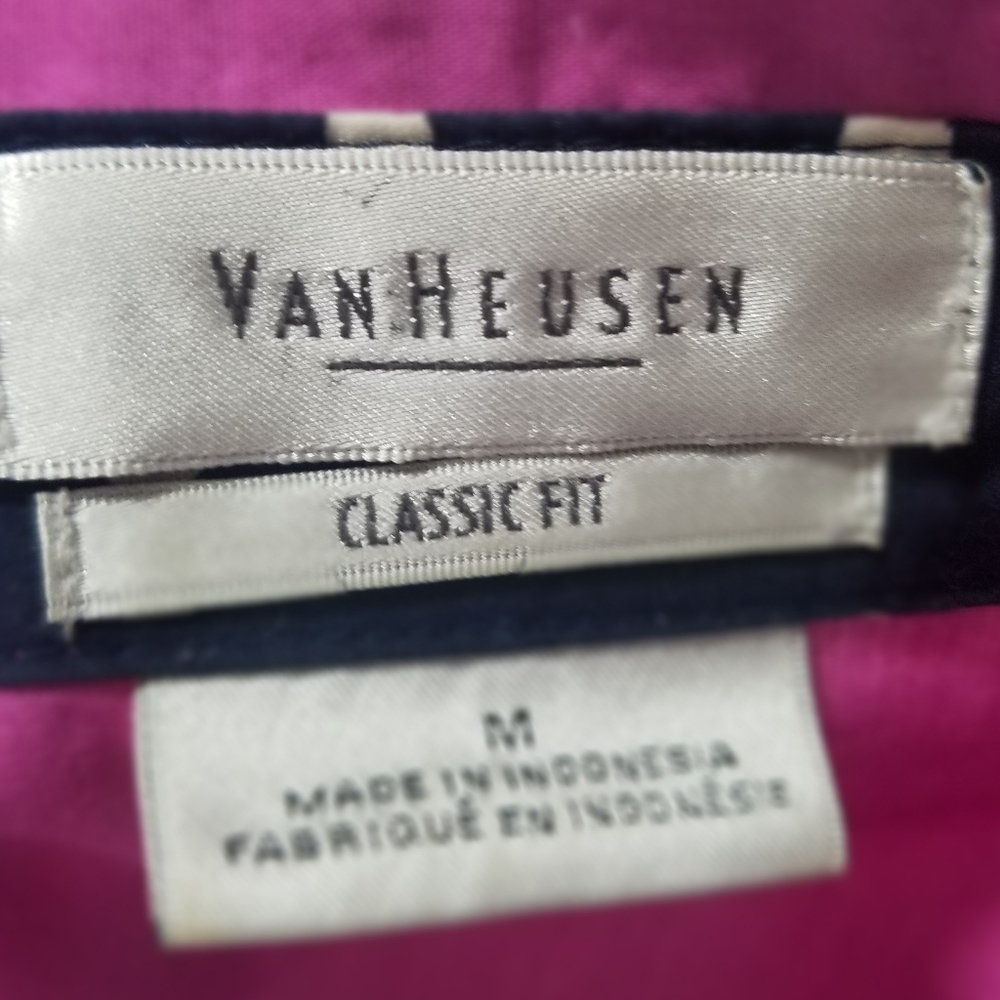 VANHEUSEN
CLASSIC FIT
M
MADE IN INDONESIA
FABRIQUÉ EN INDONÉSIE